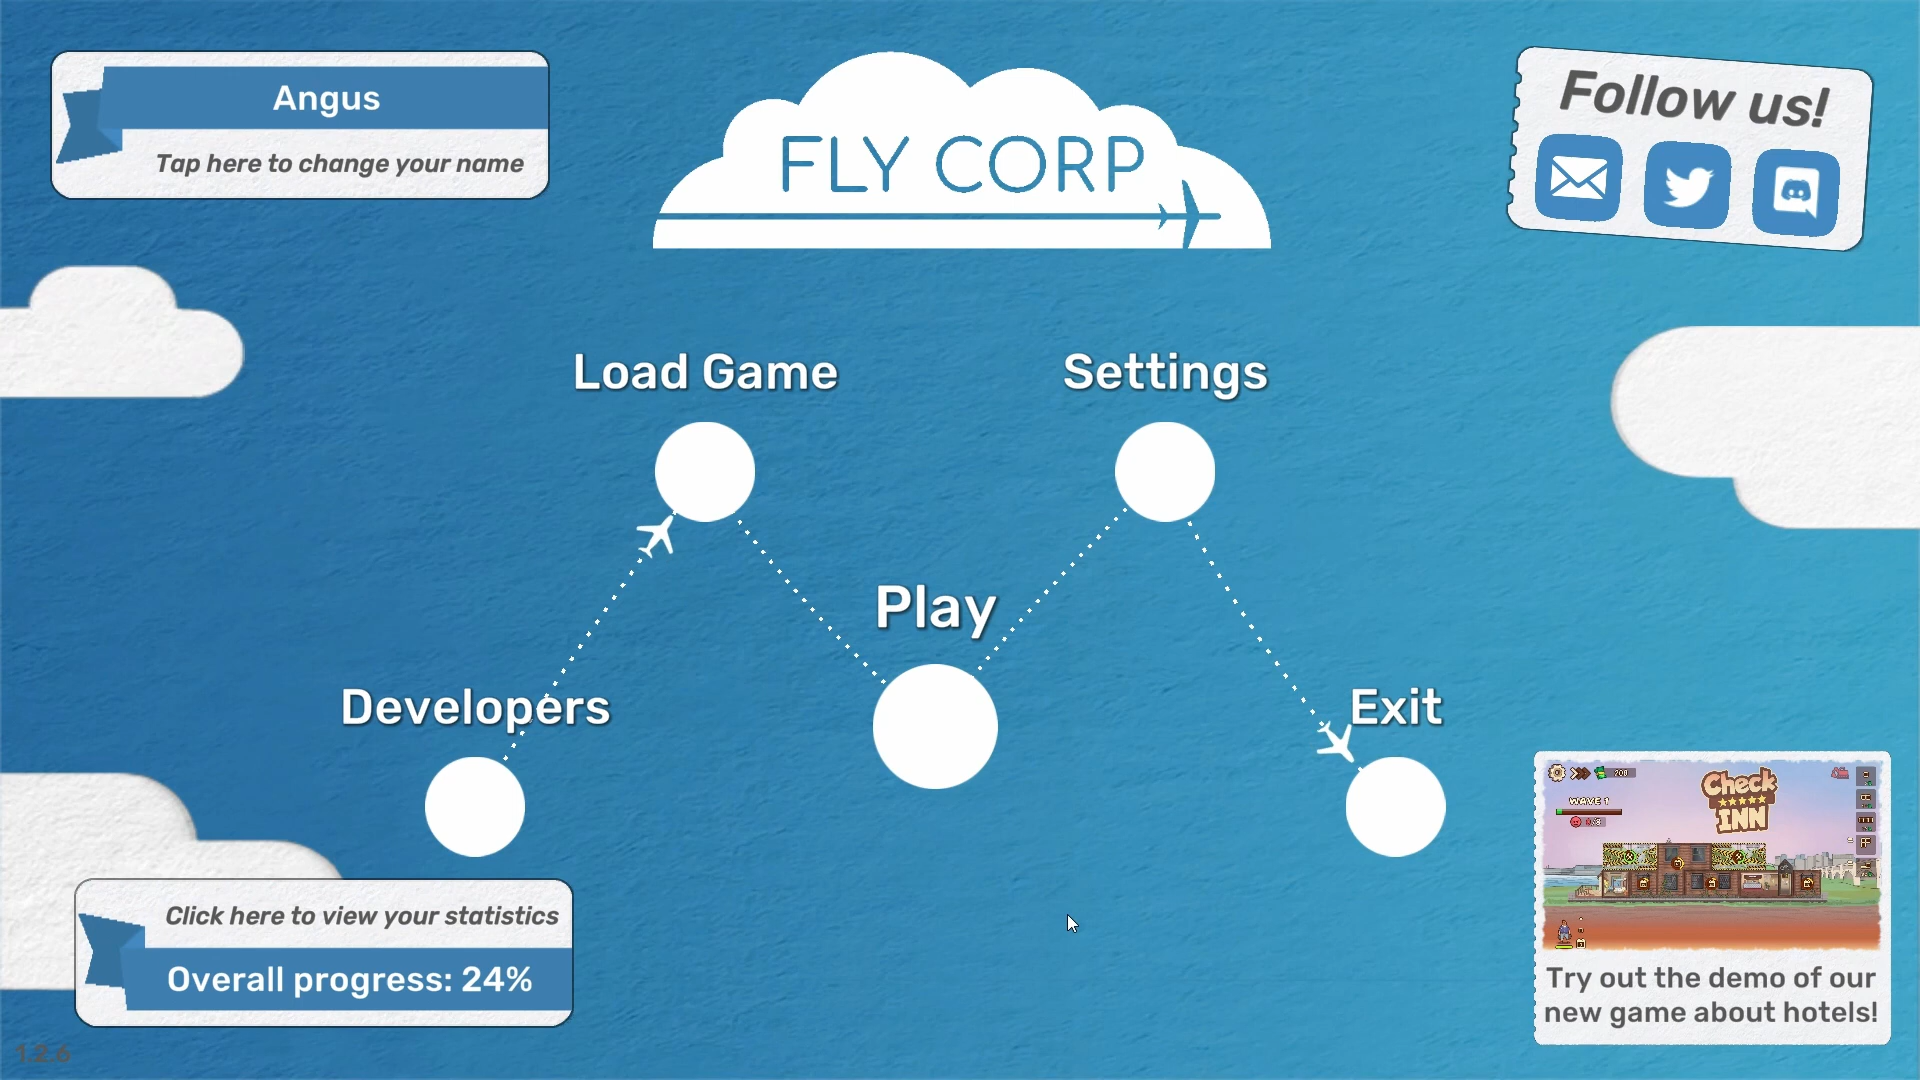 Angus
Tap here to change your name
FLY CORP
Follow us!
Load Game
Settings
Play
Developers
Exit
Click here to view your statistics
Overall progress: 24%
208
Check
INN
WAVE 1
Try out the demo of our
new game about hotels!
1.2.6